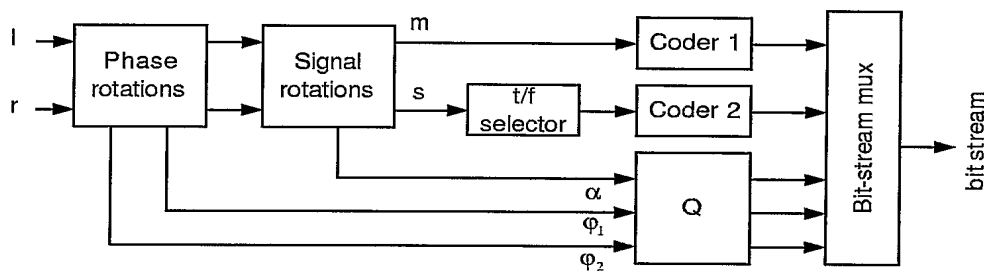 l
r
Phase
rotations
Signal
rotations
m
s
t/f
selector
Coder 1
Coder 2
α
φ₁
φ₂
Q
Bit-stream mux
bit stream